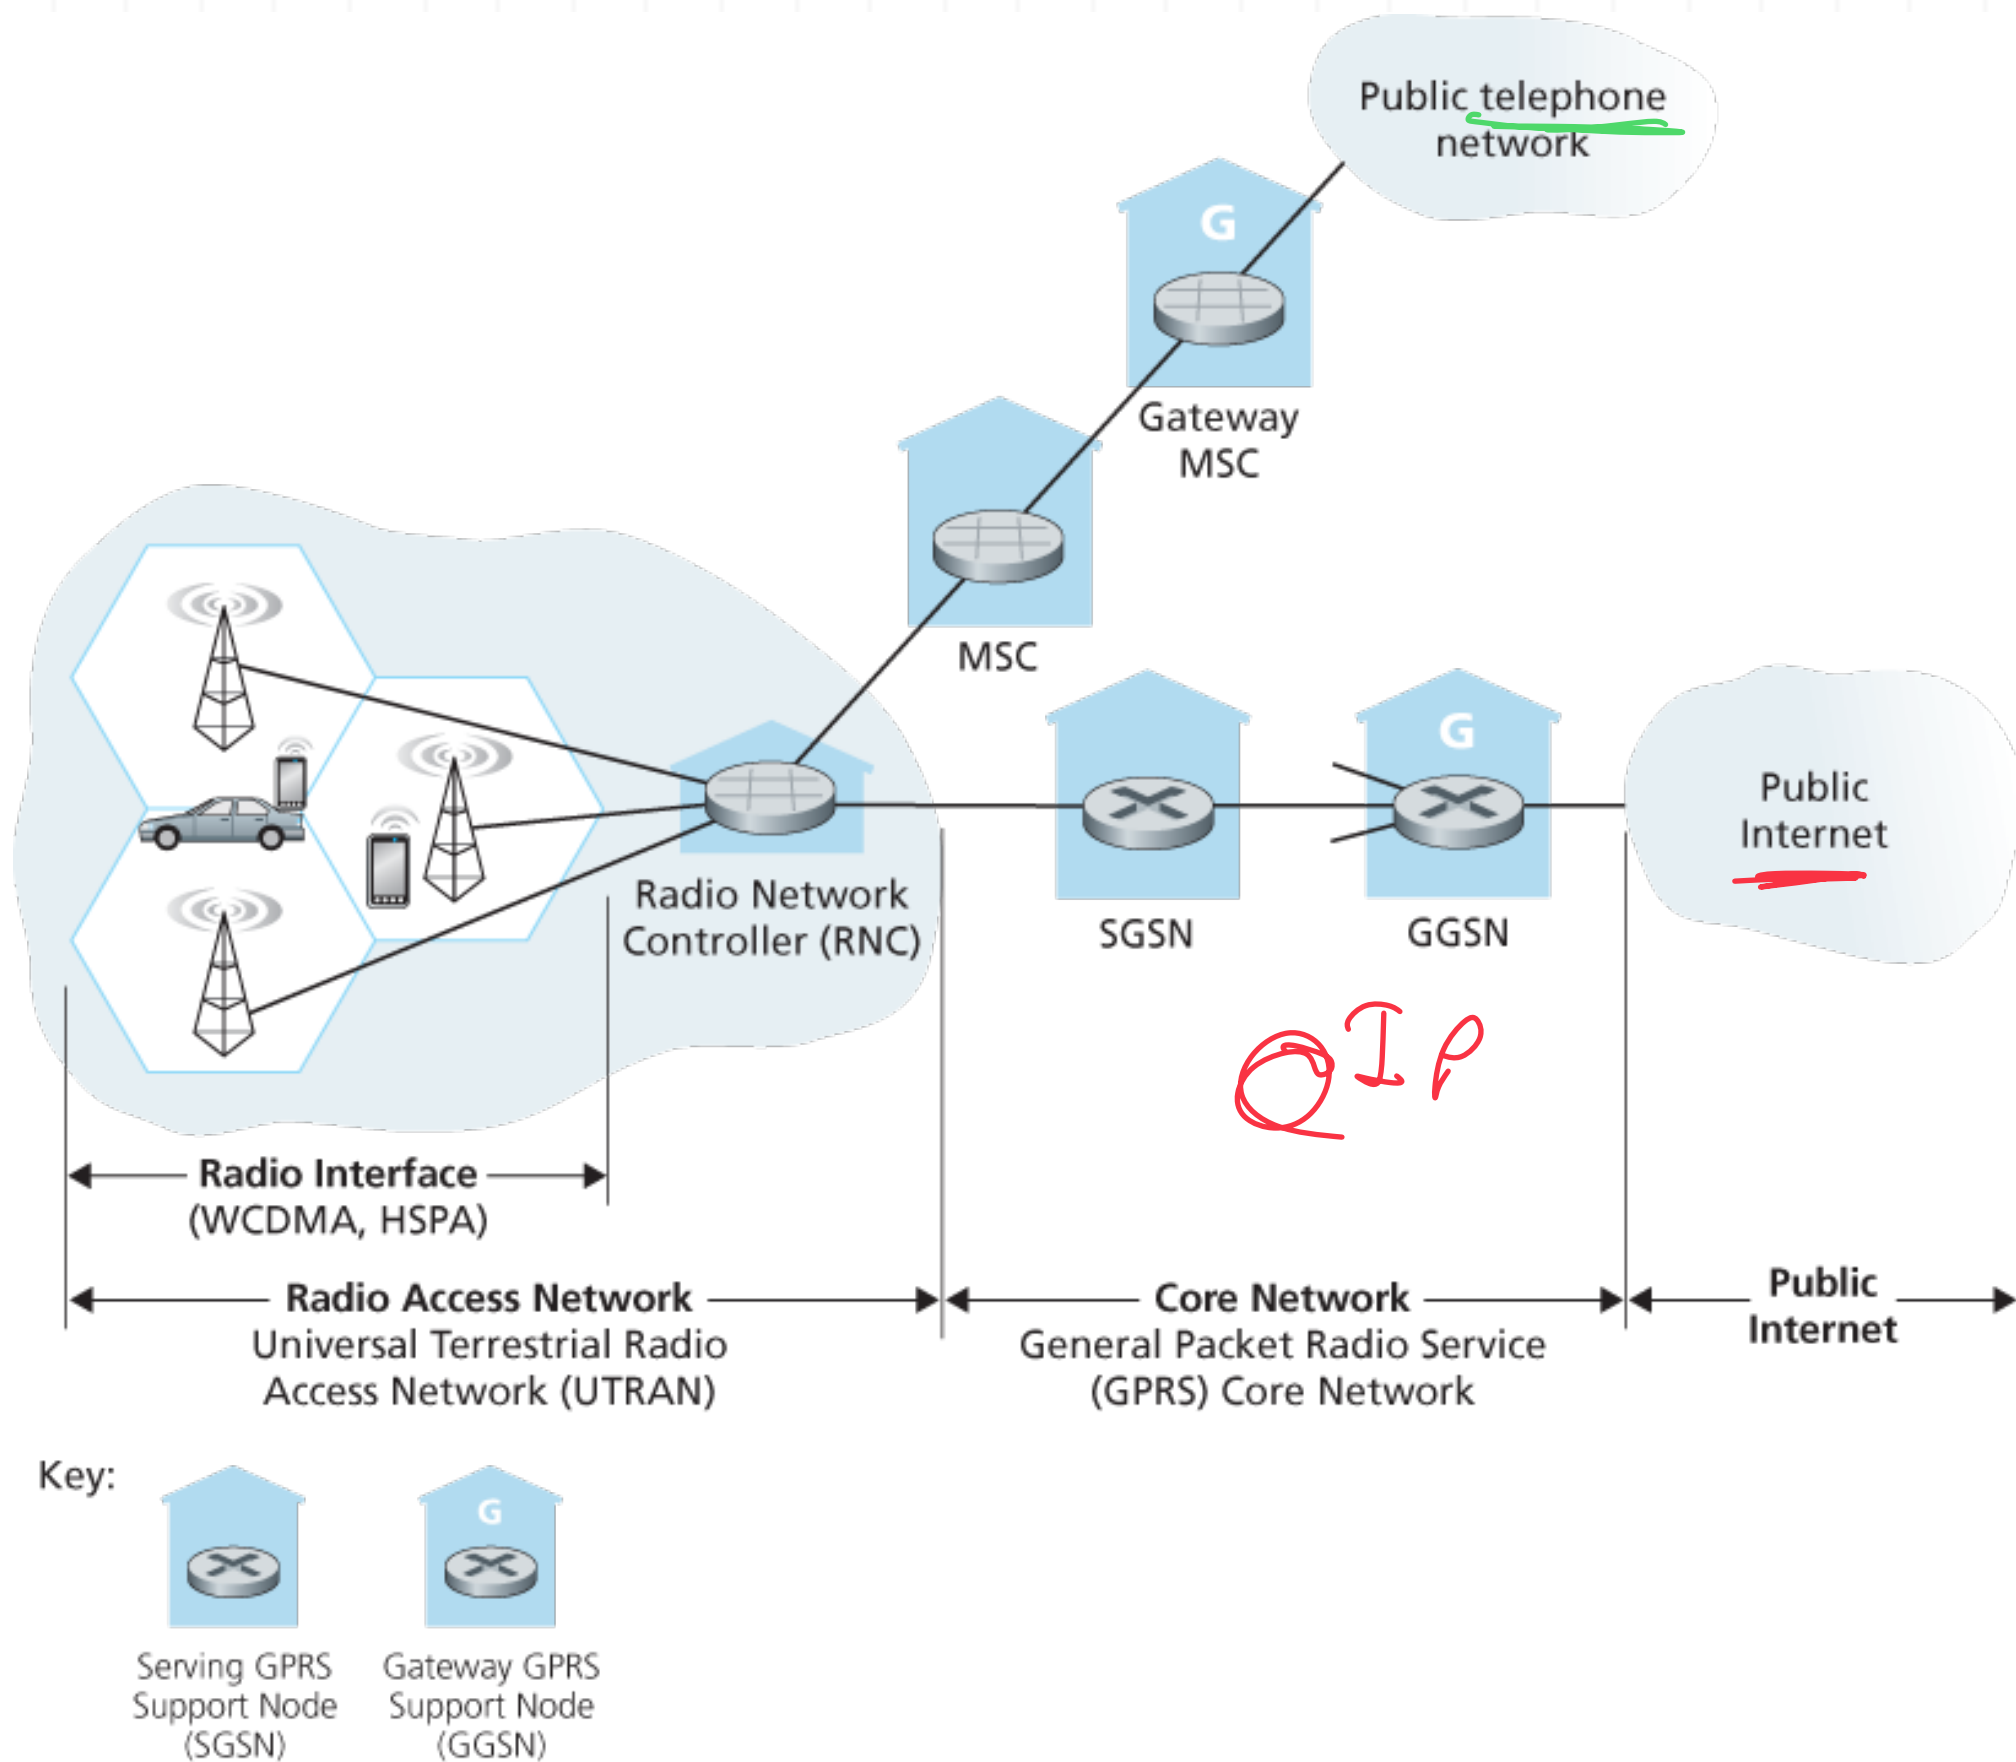 Public telephone
network
G
Gateway
MSC
MSC
G
Public
Internet
Radio Network
Controller (RNC)
SGSN
GGSN
IP
Radio Interface
(WCDMA, HSPA)
Radio Access Network
Universal Terrestrial Radio
Access Network (UTRAN)
Core Network
General Packet Radio Service
(GPRS) Core Network
Public
Internet
Key:
G
Serving GPRS
Support Node
(SGSN)
Gateway GPRS
Support Node
(GGSN)